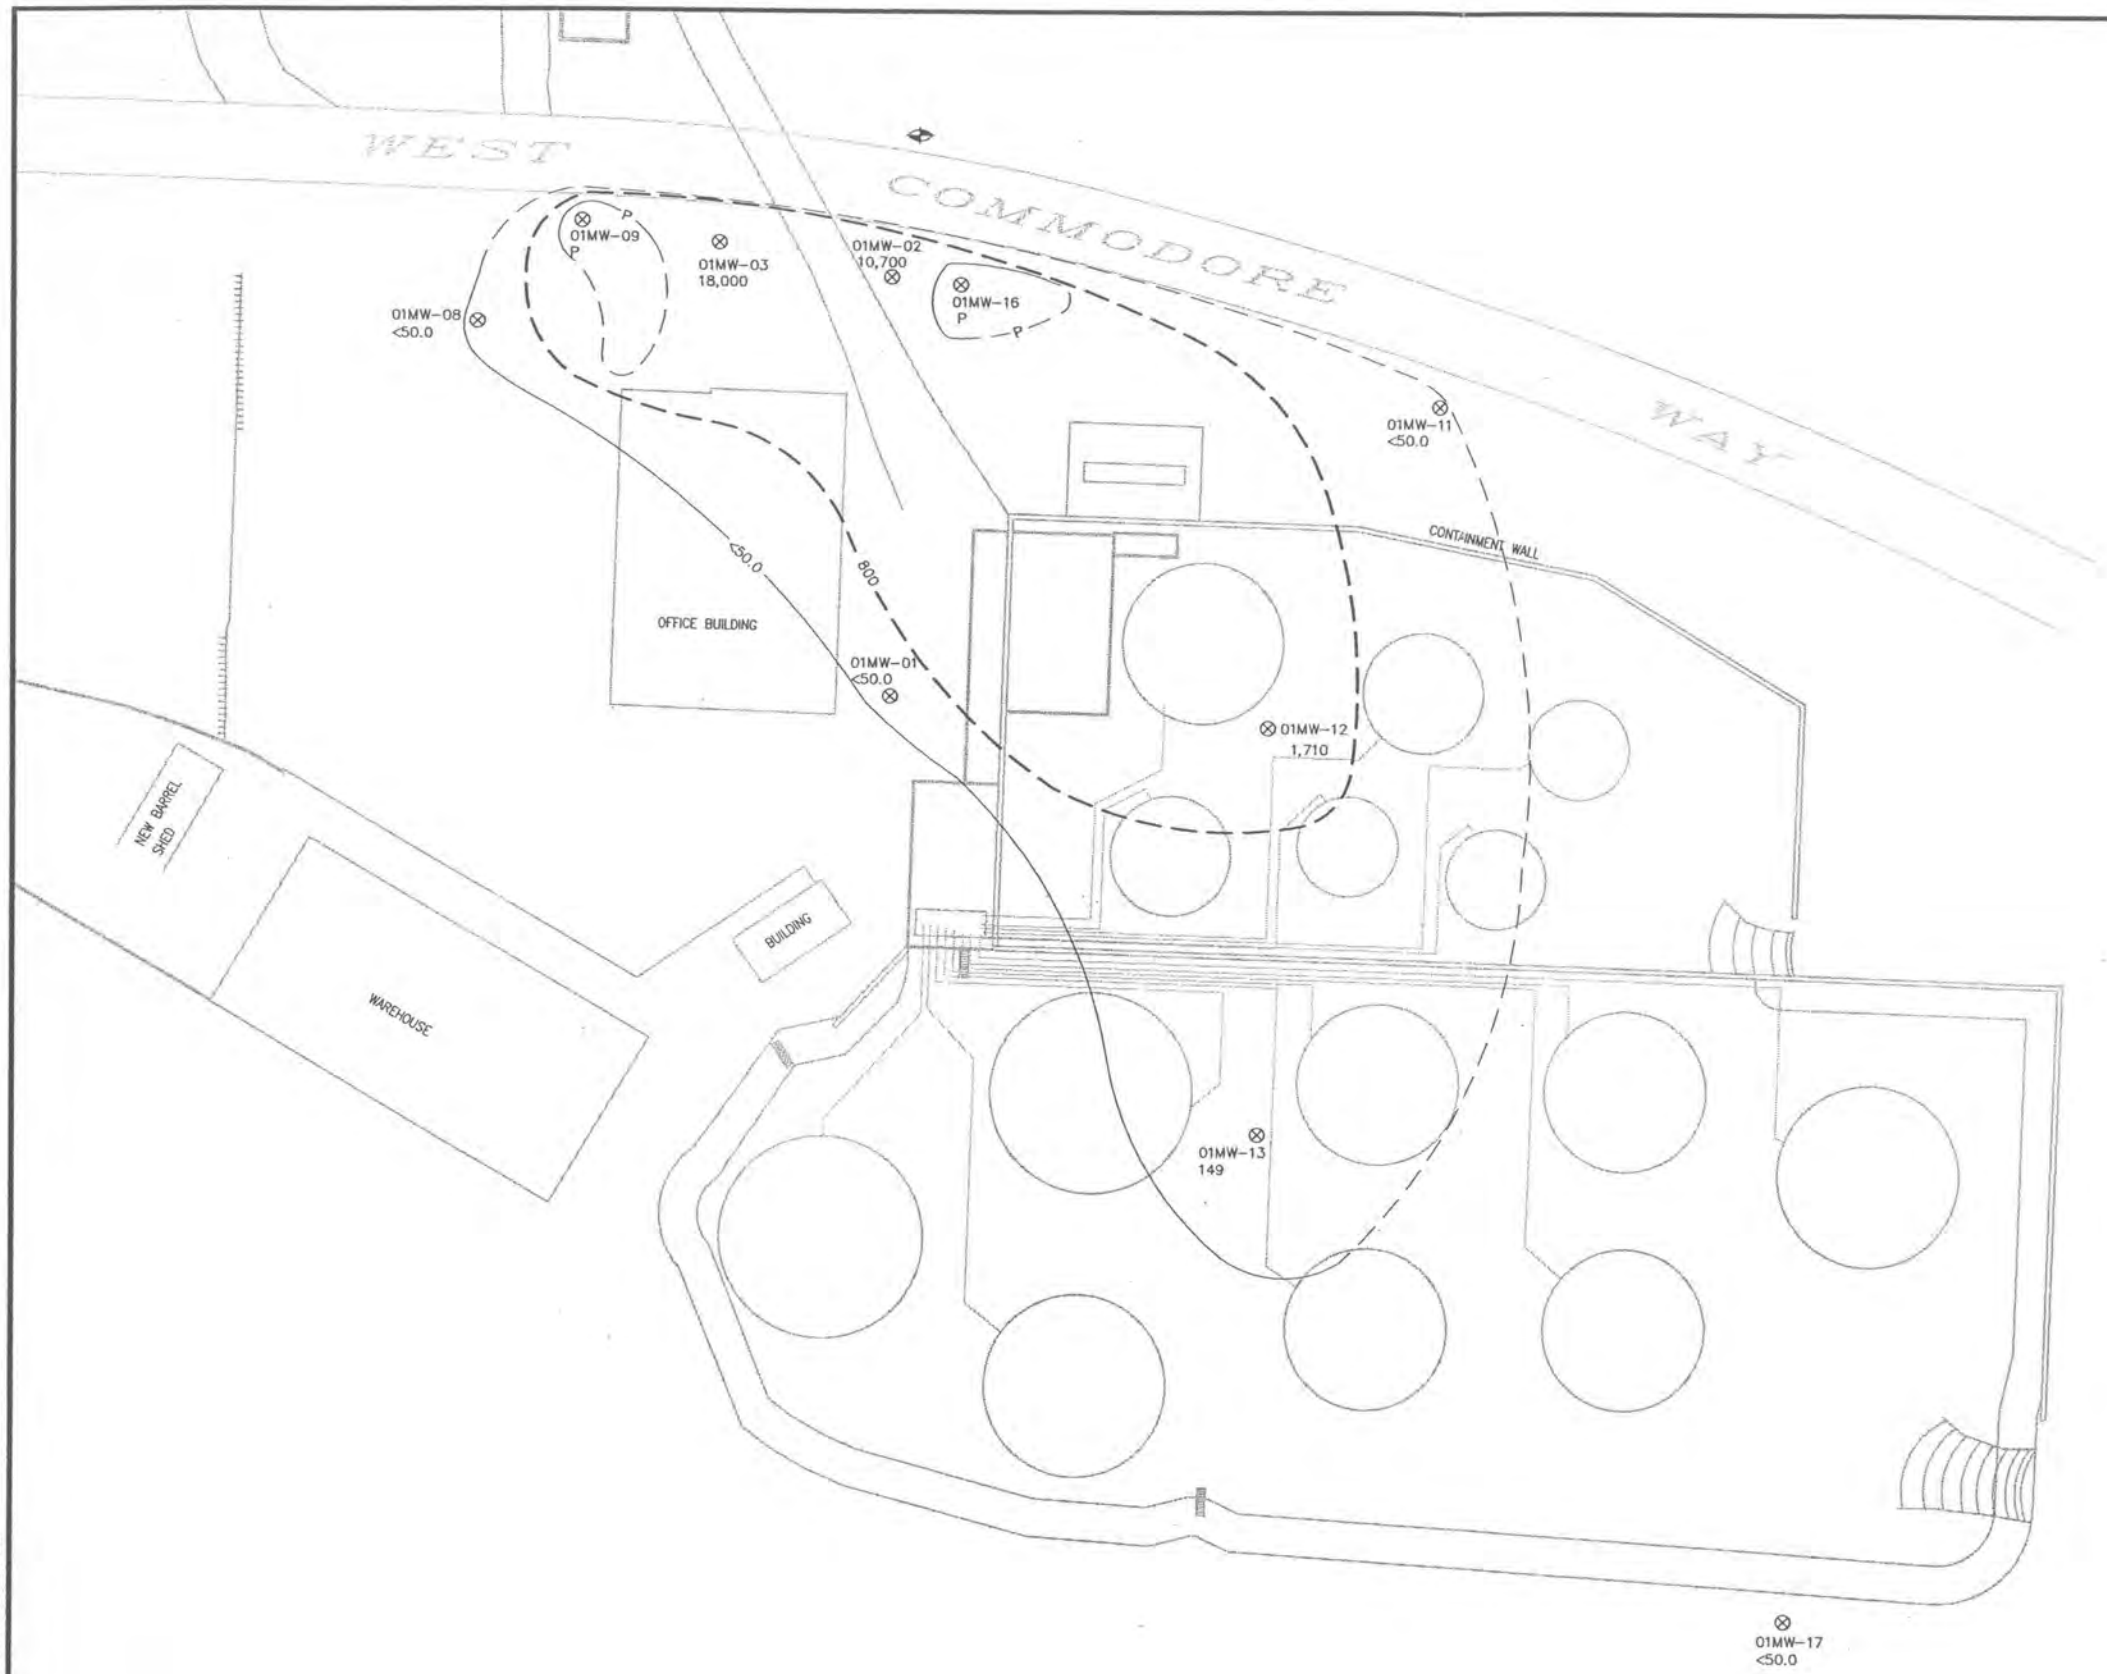 WEST
COMMODORE
WAY
P
01MW-09
P
01MW-03
18,000
01MW-02
10,700
01MW-16
P
P
01MW-08
<50.0
01MW-11
<50.0
CONTAINMENT WALL
<50.0
800
OFFICE BUILDING
01MW-01
<50.0
01MW-12
1,710
NEW BARREL
SHED
BUILDING
WAREHOUSE
01MW-13
149
01MW-17
<50.0